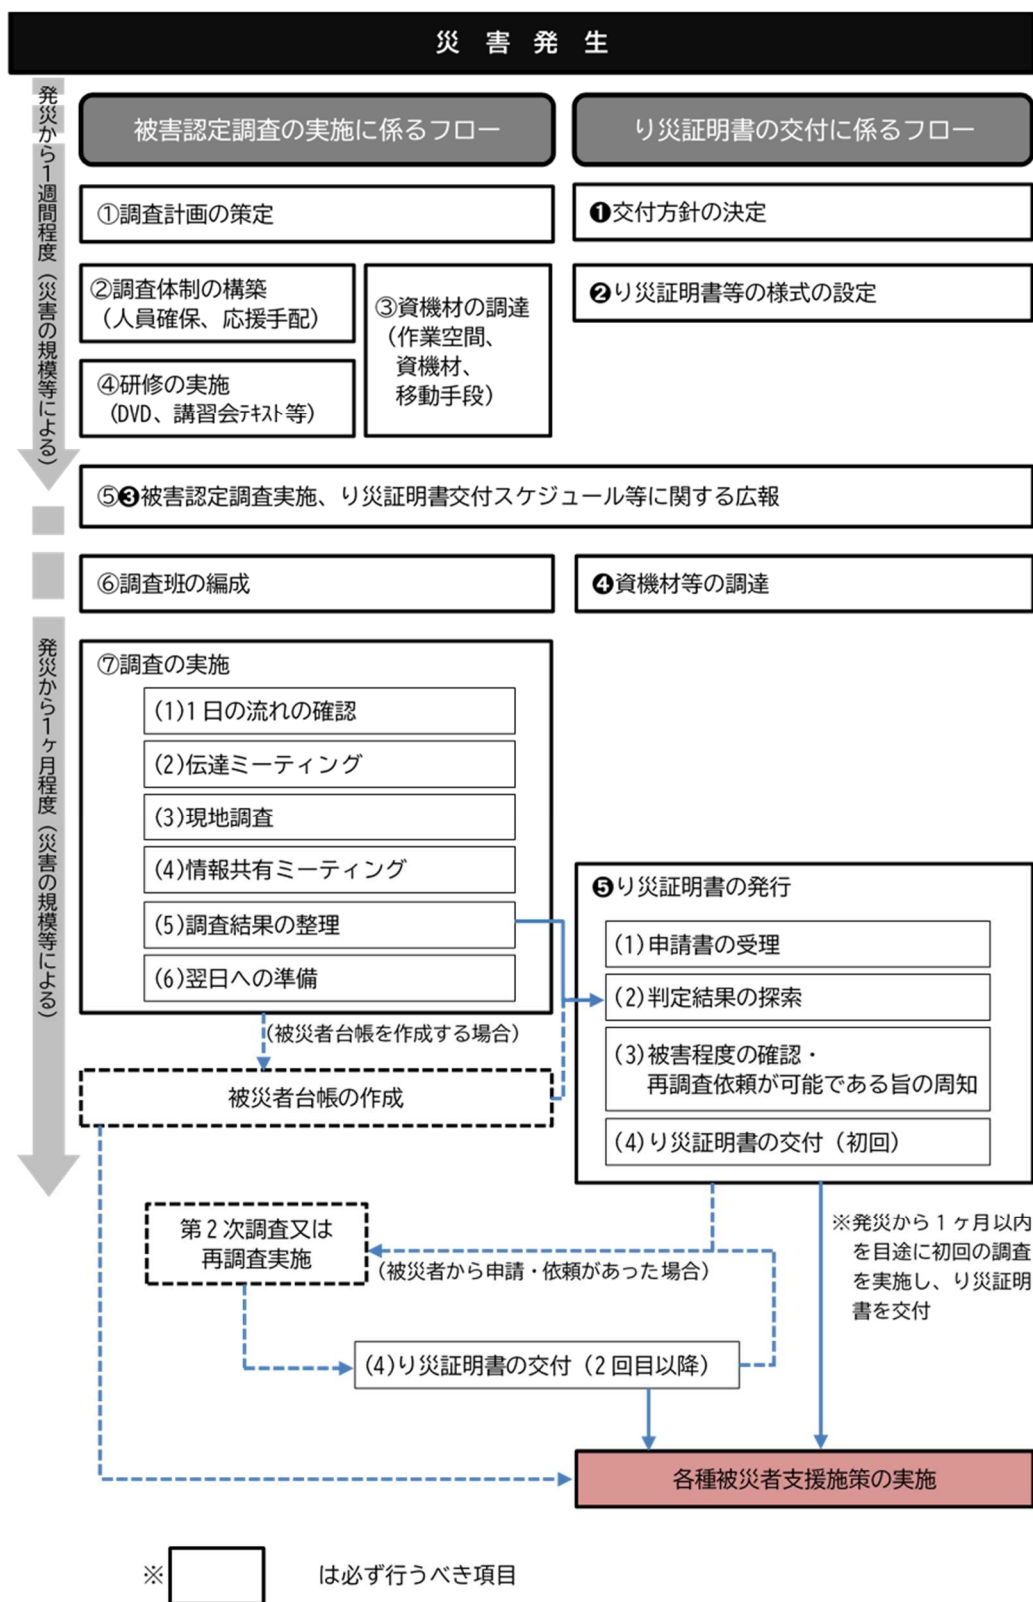 災害発生
発災から１週間程度（災害の規模等による）
被害認定調査の実施に係るフロー
り災証明書の交付に係るフロー
①調査計画の策定
❶交付方針の決定
②調査体制の構築
（人員確保、応援手配）
③資機材の調達
（作業空間、
資機材、
移動手段）
❷り災証明書等の様式の設定
④研修の実施
（DVD、講習会ﾃｷｽﾄ等）
⑤❸被害認定調査実施、り災証明書交付スケジュール等に関する広報
⑥調査班の編成
❹資機材等の調達
発災から１ヶ月程度（災害の規模等による）
⑦調査の実施
(1)1日の流れの確認
(2)伝達ミーティング
(3)現地調査
(4)情報共有ミーティング
(5)調査結果の整理
(6)翌日への準備
（被災者台帳を作成する場合）
被災者台帳の作成
❺り災証明書の発行
(1)申請書の受理
(2)判定結果の探索
(3)被害程度の確認・
再調査依頼が可能である旨の周知
(4)り災証明書の交付（初回）
第２次調査又は
再調査実施
（被災者から申請・依頼があった場合）
※発災から１ヶ月以内
を目途に初回の調査
を実施し、り災証明
書を交付
(4)り災証明書の交付（2回目以降）
各種被災者支援施策の実施
※
は必ず行うべき項目